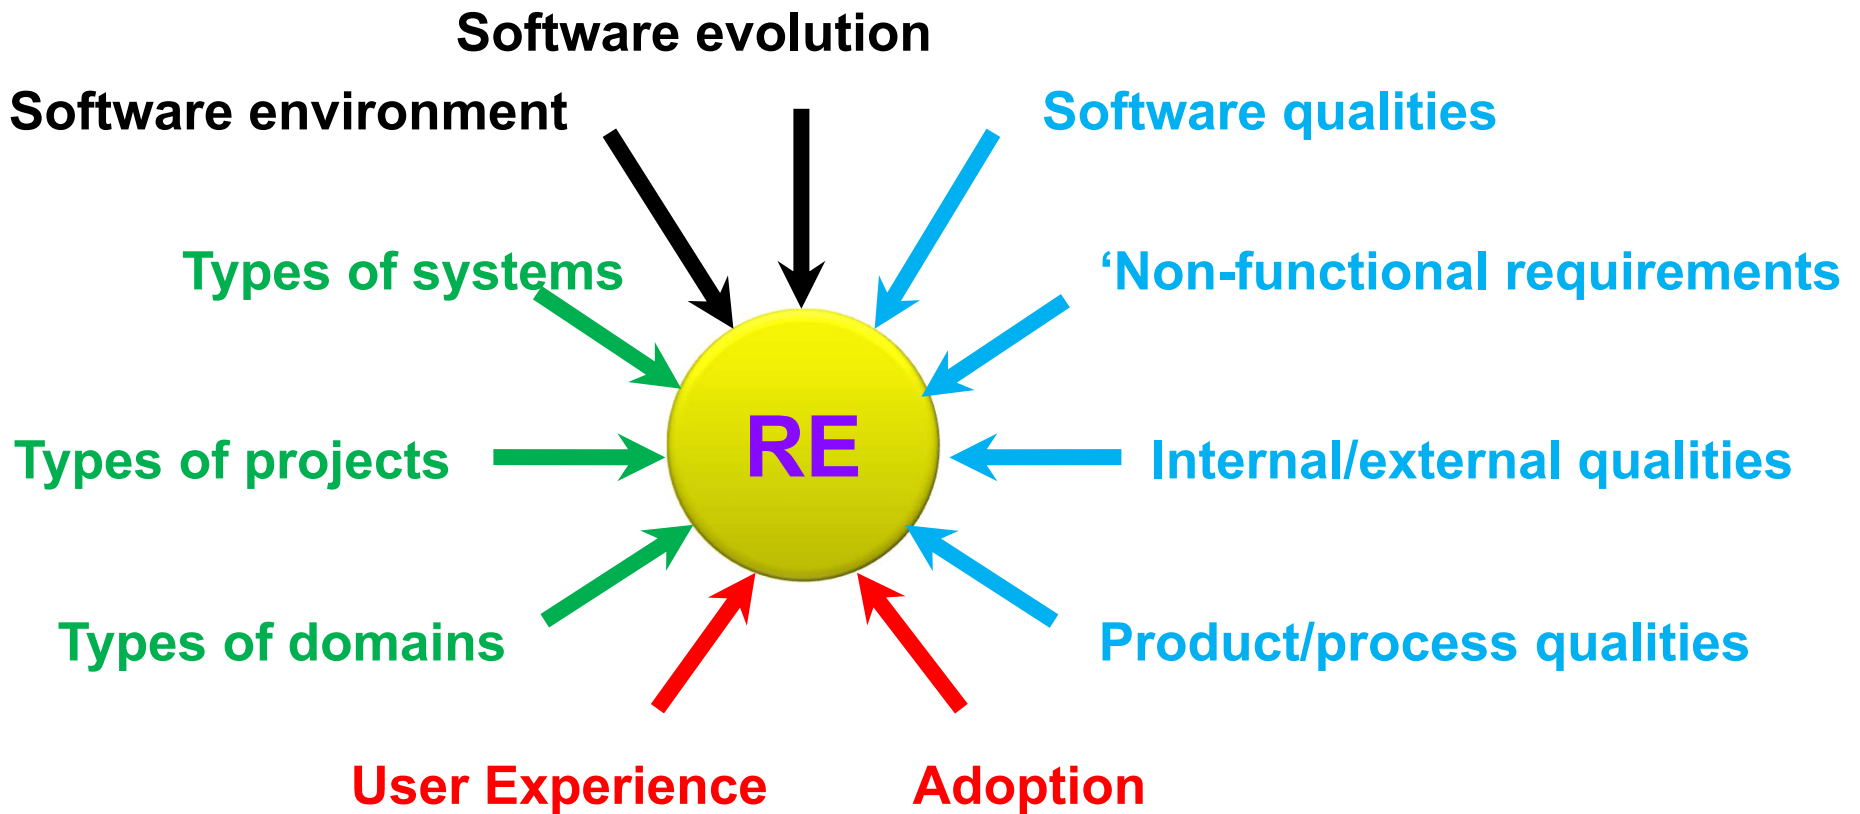 Software evolution
Software environment
Software qualities
Types of systems
‘Non-functional requirements
RE
Types of projects
Internal/external qualities
Types of domains
Product/process qualities
User Experience
Adoption